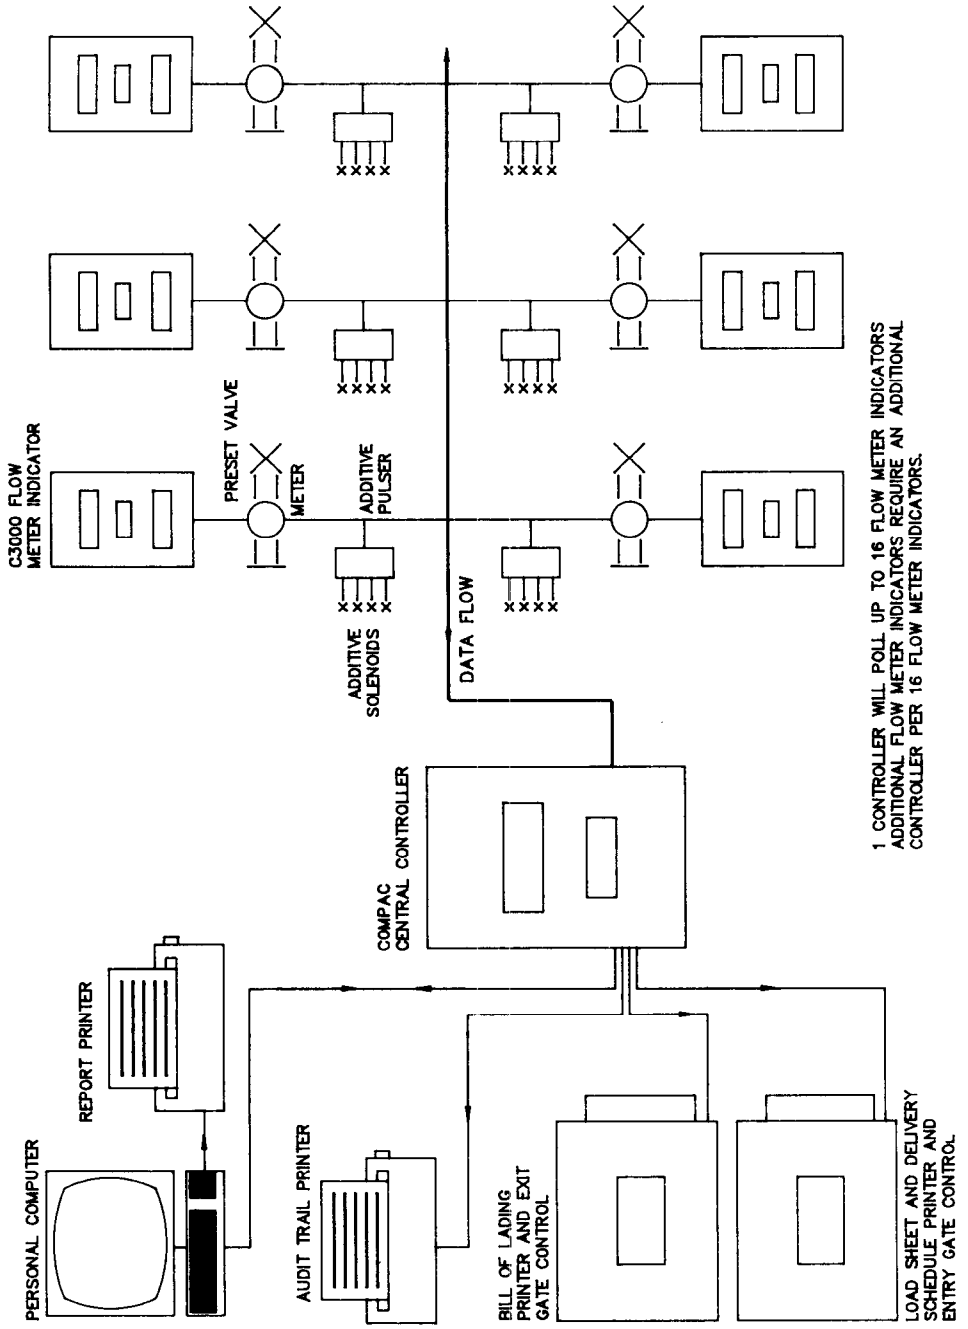 PERSONAL COMPUTER
REPORT PRINTER
AUDIT TRAIL PRINTER
BILL OF LADING
PRINTER AND EXIT
GATE CONTROL
LOAD SHEET AND DELIVERY
SCHEDULE PRINTER AND
ENTRY GATE CONTROL
COMPAC
CENTRAL CONTROLLER
DATA FLOW
C3000 FLOW
METER INDICATOR
PRESET VALVE
METER
ADDITIVE
PULSER
ADDITIVE
SOLENOIDS
1 CONTROLLER WILL POLL UP TO 16 FLOW METER INDICATORS
ADDITIONAL FLOW METER INDICATORS REQUIRE AN ADDITIONAL
CONTROLLER PER 16 FLOW METER INDICATORS.